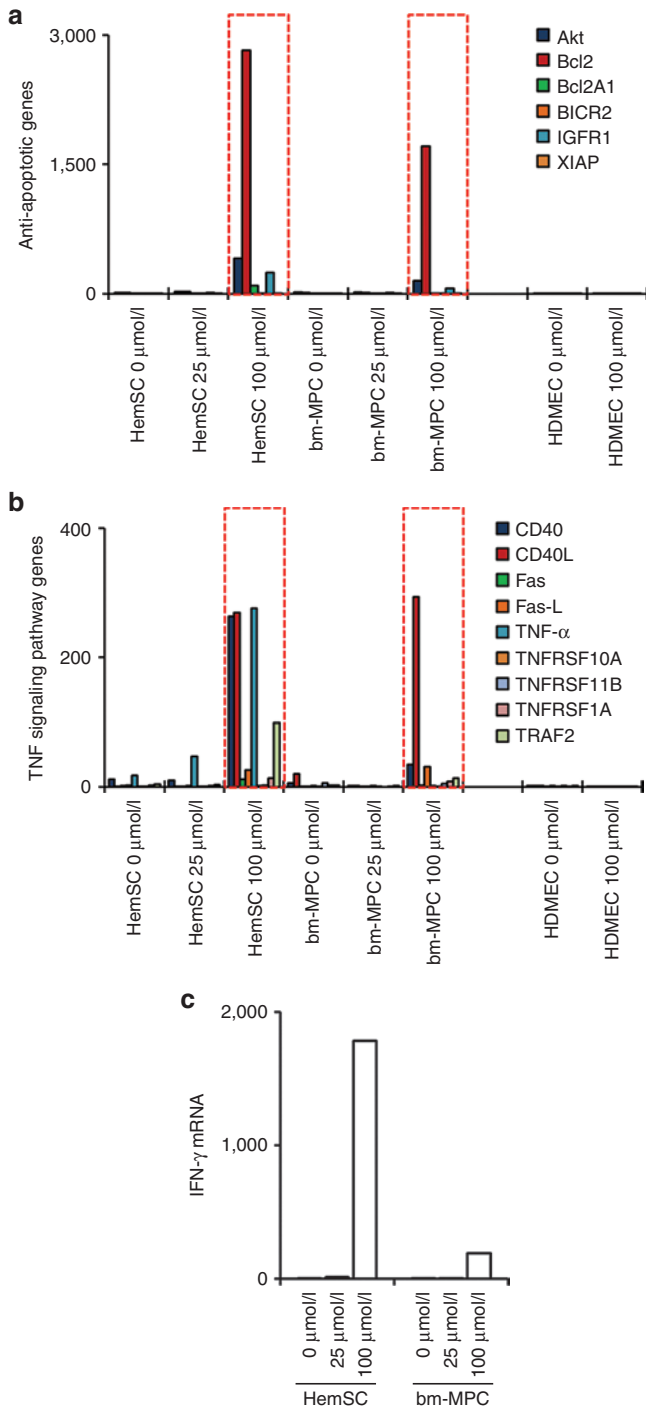 a
3,000
1,500
0
Anti-apoptotic genes
Akt
Bcl2
Bcl2A1
BICR2
IGFR1
XIAP
HemSC 0 μmol/l
HemSC 25 μmol/l
HemSC 100 μmol/l
bm-MPC 0 μmol/l
bm-MPC 25 μmol/l
bm-MPC 100 μmol/l
HDMEC 0 μmol/l
HDMEC 100 μmol/l
b
400
200
0
TNF signaling pathway genes
CD40
CD40L
Fas
Fas-L
TNF-α
TNFRSF10A
TNFRSF11B
TNFRSF1A
TRAF2
HemSC 0 μmol/l
HemSC 25 μmol/l
HemSC 100 μmol/l
bm-MPC 0 μmol/l
bm-MPC 25 μmol/l
bm-MPC 100 μmol/l
HDMEC 0 μmol/l
HDMEC 100 μmol/l
c
2,000
1,000
0
IFN-γ mRNA
0 μmol/l
25 μmol/l
100 μmol/l
0 μmol/l
25 μmol/l
100 μmol/l
HemSC
bm-MPC